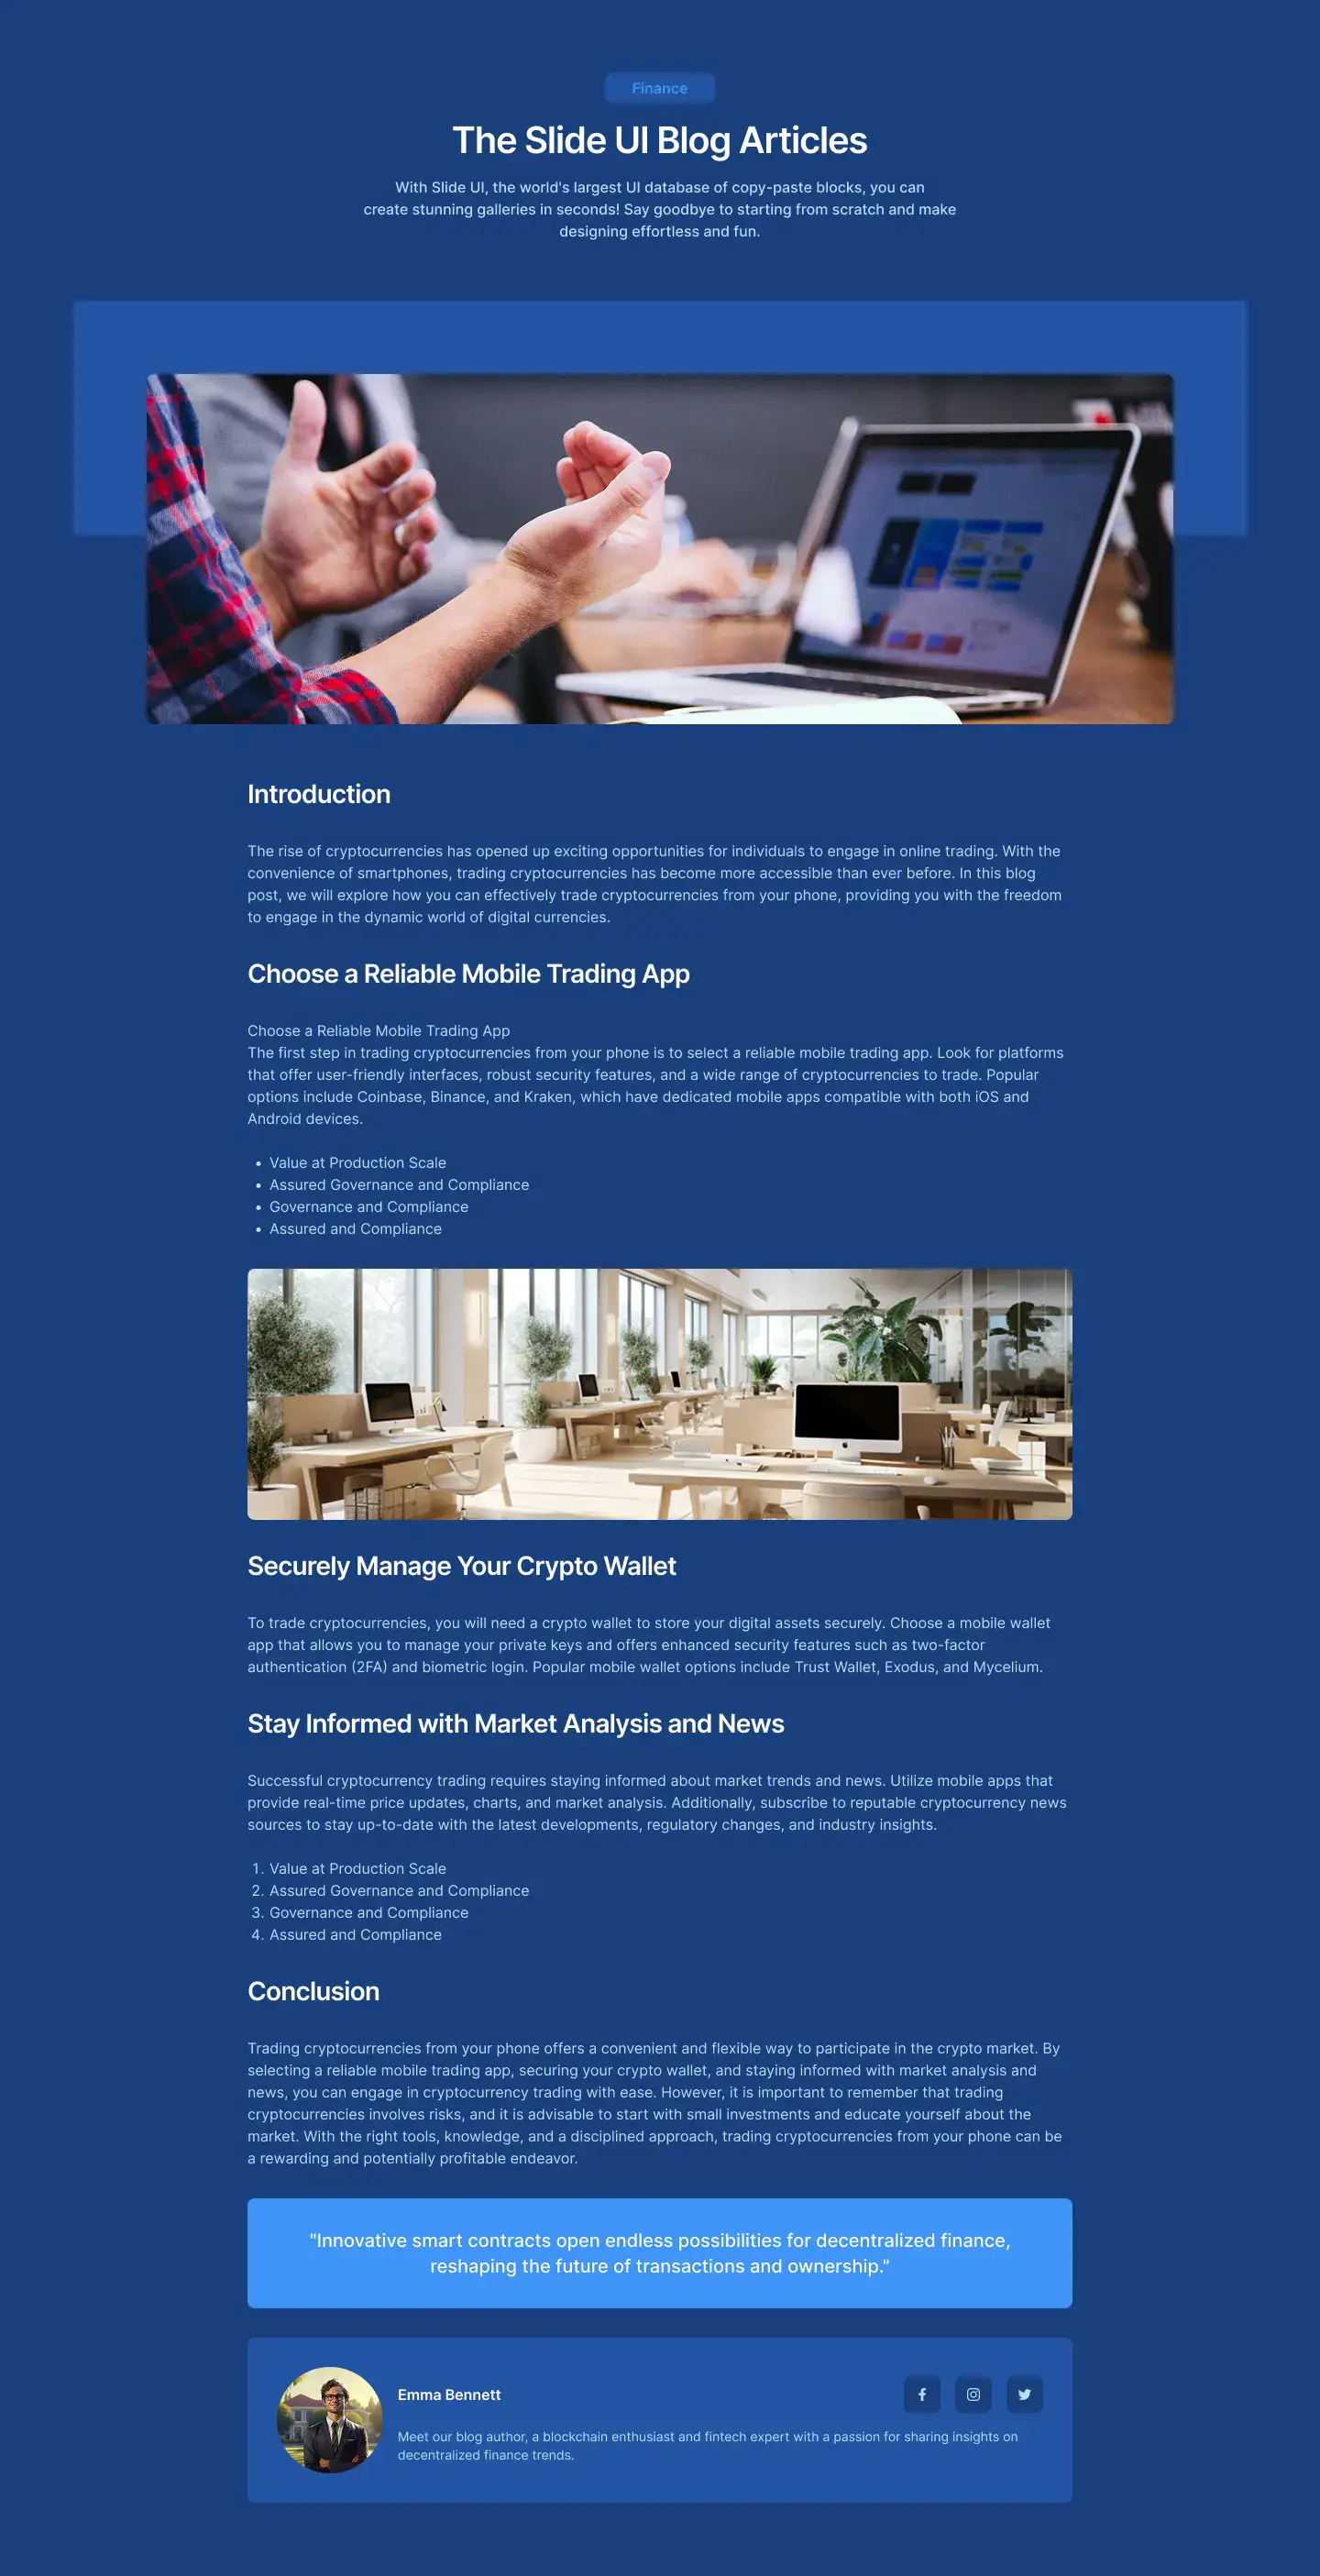 Finance
The Slide UI Blog Articles
With Slide UI, the world's largest UI database of copy-paste blocks, you can
create stunning galleries in seconds! Say goodbye to starting from scratch and make
designing effortless and fun.
Introduction
The rise of cryptocurrencies has opened up exciting opportunities for individuals to engage in online trading. With the
convenience of smartphones, trading cryptocurrencies has become more accessible than ever before. In this blog
post, we will explore how you can effectively trade cryptocurrencies from your phone, providing you with the freedom
to engage in the dynamic world of digital currencies.
Choose a Reliable Mobile Trading App
Choose a Reliable Mobile Trading App
The first step in trading cryptocurrencies from your phone is to select a reliable mobile trading app. Look for platforms
that offer user-friendly interfaces, robust security features, and a wide range of cryptocurrencies to trade. Popular
options include Coinbase, Binance, and Kraken, which have dedicated mobile apps compatible with both iOS and
Android devices.
• Value at Production Scale
• Assured Governance and Compliance
• Governance and Compliance
• Assured and Compliance
Securely Manage Your Crypto Wallet
To trade cryptocurrencies, you will need a crypto wallet to store your digital assets securely. Choose a mobile wallet
app that allows you to manage your private keys and offers enhanced security features such as two-factor
authentication (2FA) and biometric login. Popular mobile wallet options include Trust Wallet, Exodus, and Mycelium.
Stay Informed with Market Analysis and News
Successful cryptocurrency trading requires staying informed about market trends and news. Utilize mobile apps that
provide real-time price updates, charts, and market analysis. Additionally, subscribe to reputable cryptocurrency news
sources to stay up-to-date with the latest developments, regulatory changes, and industry insights.
1. Value at Production Scale
2. Assured Governance and Compliance
3. Governance and Compliance
4. Assured and Compliance
Conclusion
Trading cryptocurrencies from your phone offers a convenient and flexible way to participate in the crypto market. By
selecting a reliable mobile trading app, securing your crypto wallet, and staying informed with market analysis and
news, you can engage in cryptocurrency trading with ease. However, it is important to remember that trading
cryptocurrencies involves risks, and it is advisable to start with small investments and educate yourself about the
market. With the right tools, knowledge, and a disciplined approach, trading cryptocurrencies from your phone can be
a rewarding and potentially profitable endeavor.
"Innovative smart contracts open endless possibilities for decentralized finance,
reshaping the future of transactions and ownership."
Emma Bennett
Meet our blog author, a blockchain enthusiast and fintech expert with a passion for sharing insights on
decentralized finance trends.